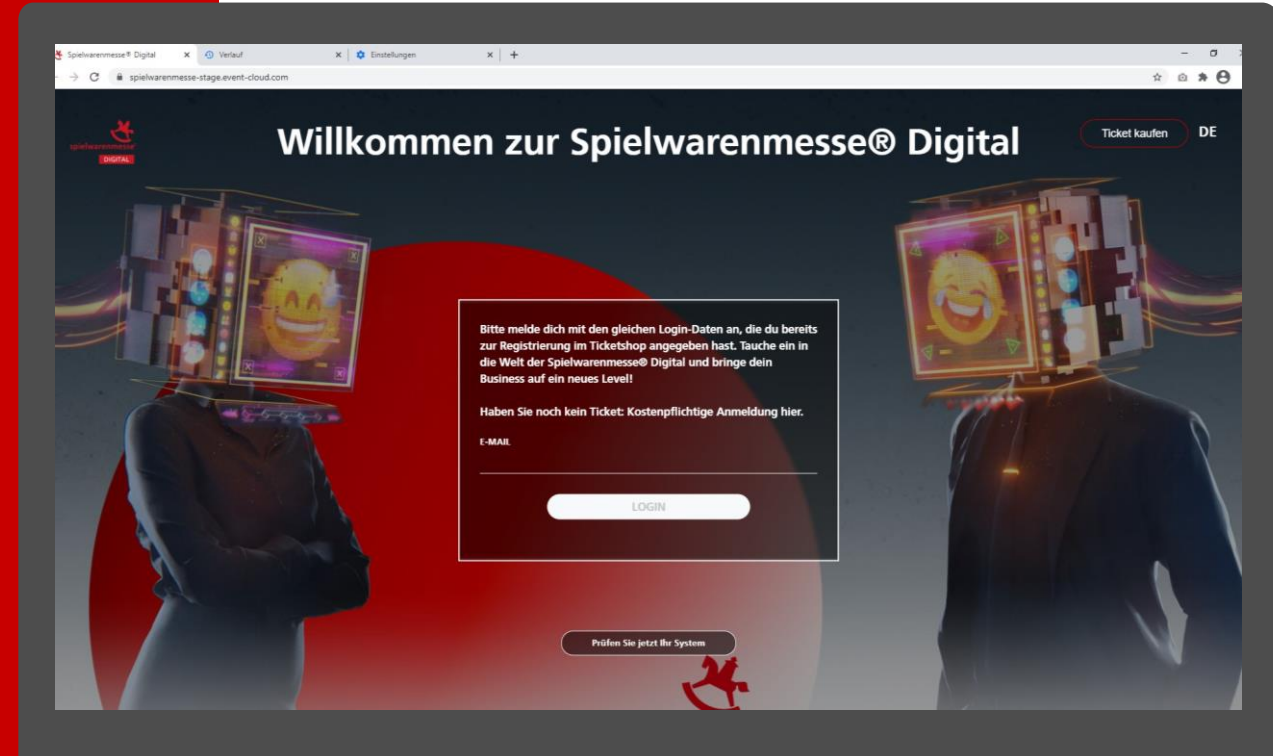 Spielwarenmesse® Digital
Verlauf
Einstellungen
spielwarenmesse-stage.event-cloud.com
spielwarenmesse
DIGITAL
Willkommen zur Spielwarenmesse® Digital
Ticket kaufen
DE
Bitte melde dich mit den gleichen Login-Daten an, die du bereits
zur Registrierung im Ticketshop angegeben hast. Tauche ein in
die Welt der Spielwarenmesse® Digital und bringe dein
Business auf ein neues Level!
Haben Sie noch kein Ticket: Kostenpflichtige Anmeldung hier.
E-MAIL
LOGIN
Prüfen Sie jetzt Ihr System